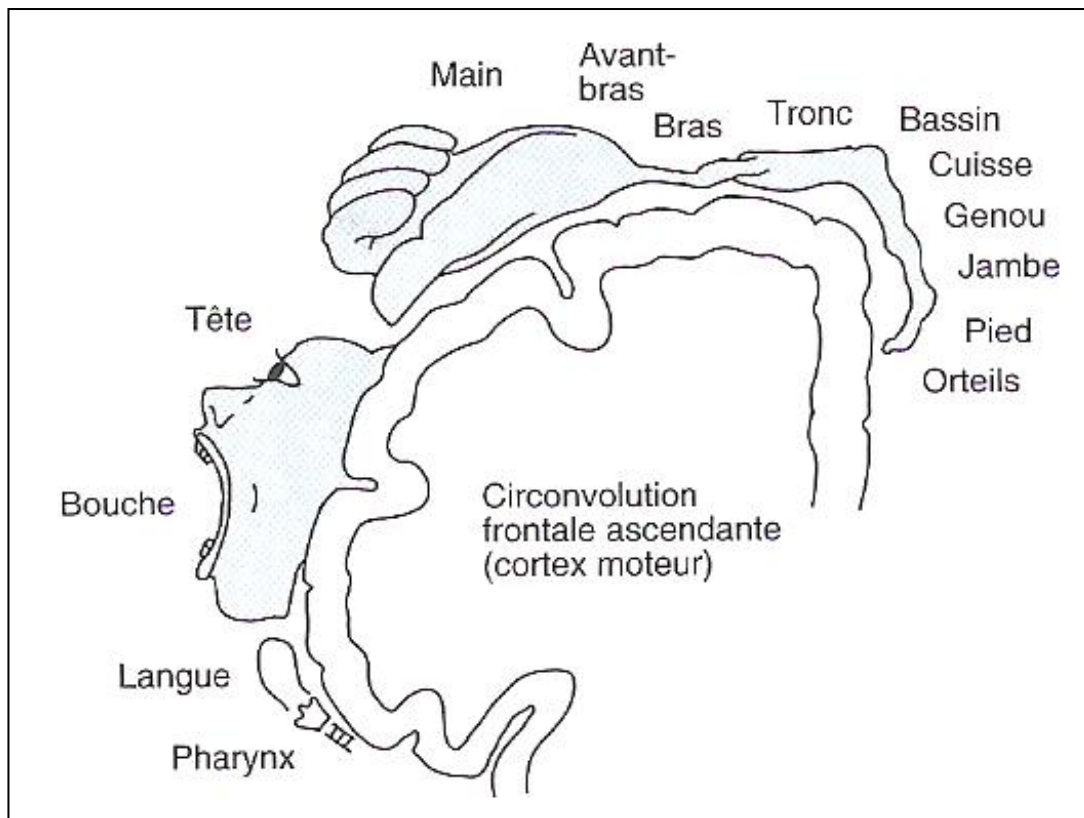 Main
Avant-
bras
Bras
Tronc
Bassin
Cuisse
Genou
Jambe
Pied
Orteils
Tête
Bouche
Circonvolution
frontale ascendante
(cortex moteur)
Langue
Pharynx